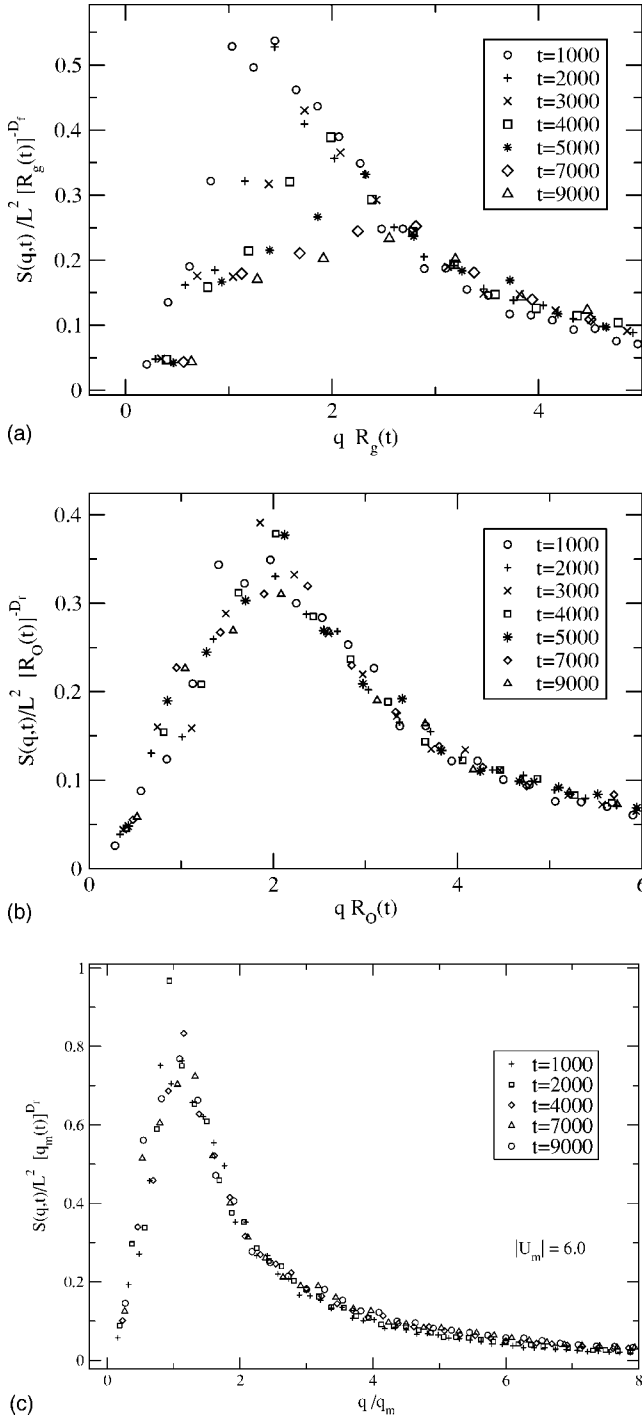 0.5
0.4
0.3
0.2
0.1
0
S(q,t) /L² [R_g(t)]^-D_f
t=1000
t=2000
t=3000
t=4000
t=5000
t=7000
t=9000
0 2 4
q R_g(t)
(a)
0.4
0.3
0.2
0.1
0
S(q,t)/L² [R_O(t)]^-D_f
t=1000
t=2000
t=3000
t=4000
t=5000
t=7000
t=9000
0 2 4 6
q R_O(t)
(b)
1
0.8
0.6
0.4
0.2
0
S(q,t)/L² [q_m(t)]^D_f
t=1000
t=2000
t=4000
t=7000
t=9000
|U_m| = 6.0
0 2 4 6 8
q/q_m
(c)